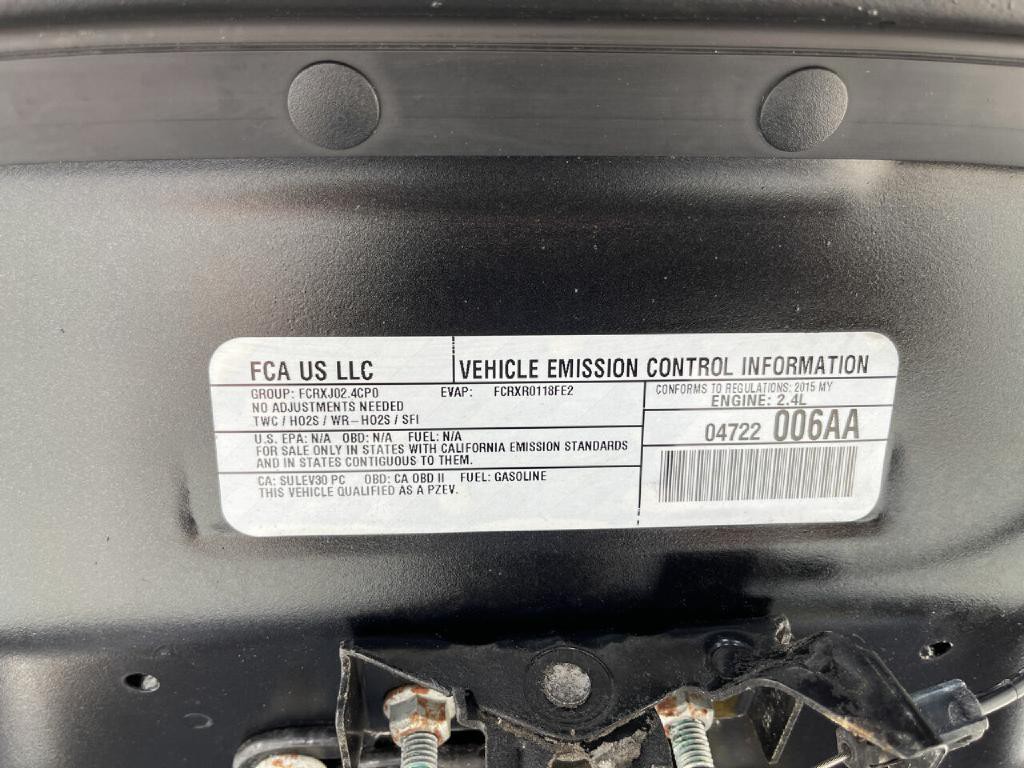 FCA US LLC
VEHICLE EMISSION CONTROL INFORMATION
GROUP: FCRXJ02.4CP0 EVAP: FCRXR0118FE2
NO ADJUSTMENTS NEEDED
TWC / HO2S / WR-HO2S / SFI
CONFORMS TO REGULATIONS: 2015 MY
ENGINE: 2.4L
04722 006AA
U.S. EPA: N/A OBD: N/A FUEL: N/A
FOR SALE ONLY IN STATES WITH CALIFORNIA EMISSION STANDARDS
AND IN STATES CONTIGUOUS TO THEM.
CA: SULEV30 PC OBD: CA OBD II FUEL: GASOLINE
THIS VEHICLE QUALIFIED AS A PZEV.